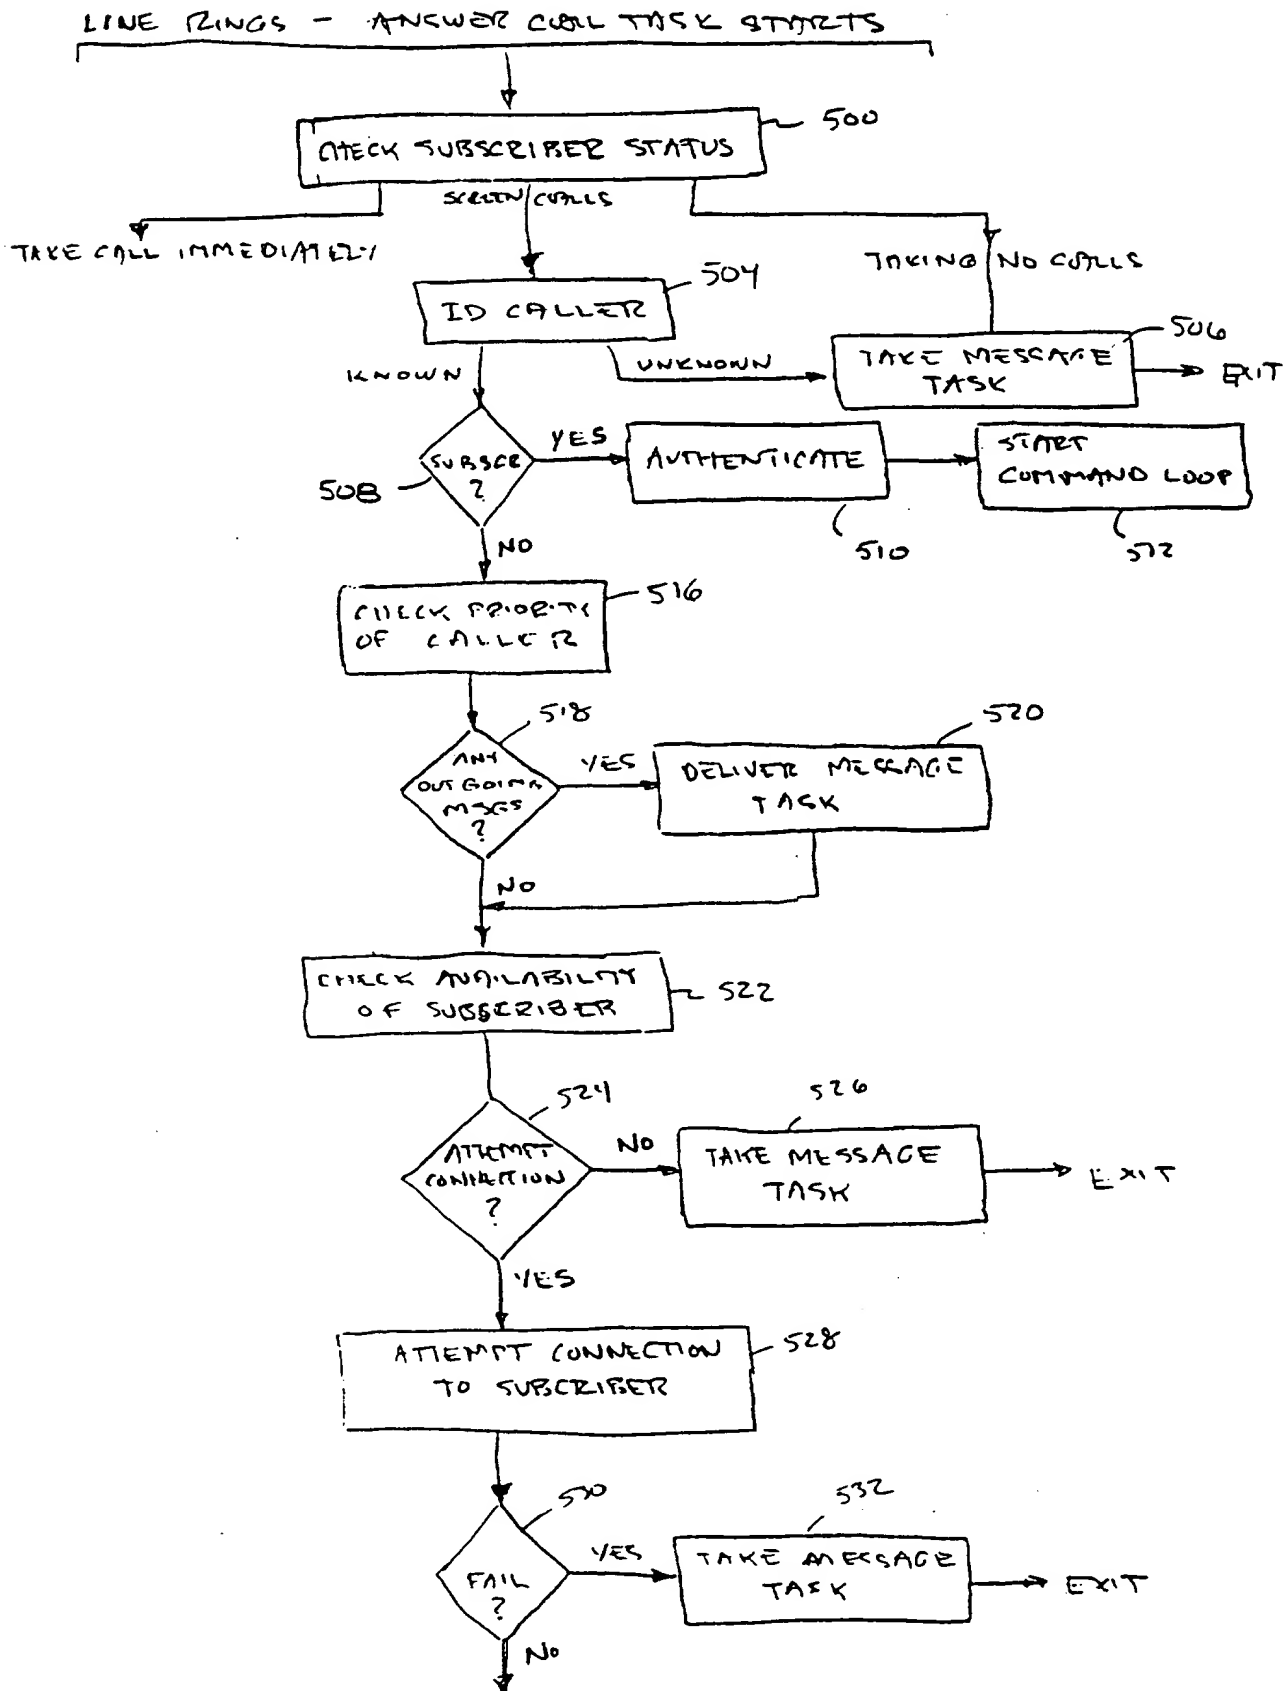 LINE RINGS - ANSWER CALL TASK STARTS
500
CHECK SUBSCRIBER STATUS
SCREEN CALLS
TAKE CALL IMMEDIATELY
TAKING NO CALLS
504
ID CALLER
506
TAKE MESSAGE
TASK
EXIT
KNOWN
UNKNOWN
SUBSCR
?
508
YES
AUTHENTICATE
510
START
COMMAND LOOP
512
NO
516
CHECK PRIORITY
OF CALLER
518
ANY
OUTGOING
MSGS
?
YES
520
DELIVER MESSAGE
TASK
NO
CHECK AVAILABILITY
OF SUBSCRIBER
522
524
ATTEMPT
CONNECTION
?
NO
526
TAKE MESSAGE
TASK
EXIT
YES
528
ATTEMPT CONNECTION
TO SUBCRIBER
530
FAIL
?
YES
532
TAKE MESSAGE
TASK
EXIT
NO